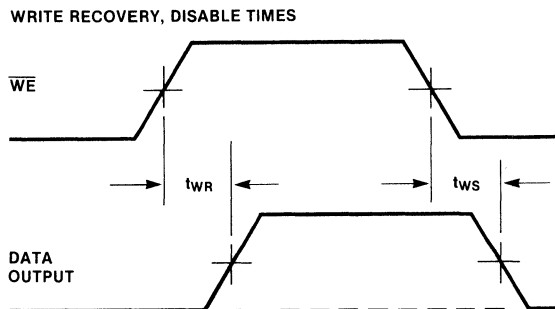 WRITE RECOVERY, DISABLE TIMES
WE
tWR
tWS
DATA
OUTPUT